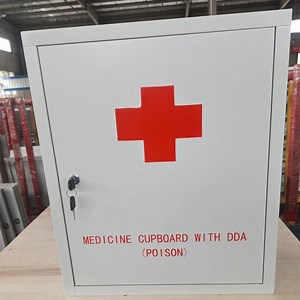 MEDICINE CUPBOARD WITH DDA
(POISON)